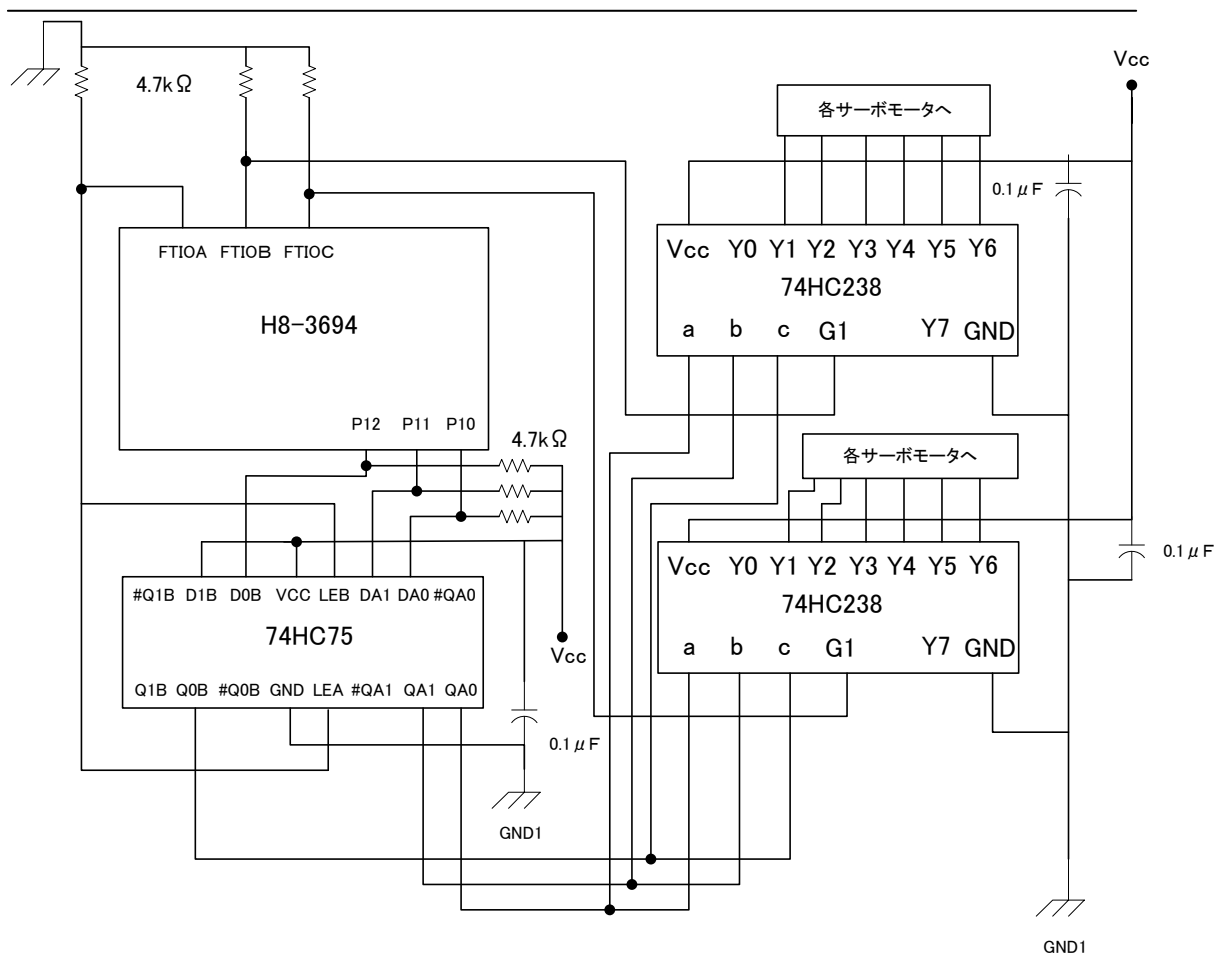 4.7kΩ
FTIOA FTIOB FTIOC
H8-3694
P12 P11 P10
4.7kΩ
#Q1B D1B D0B VCC LEB DA1 DA0 #QA0
74HC75
Q1B Q0B #Q0B GND LEA #QA1 QA1 QA0
Vcc
0.1μF
GND1
Vcc
各サーボモータへ
0.1μF
Vcc Y0 Y1 Y2 Y3 Y4 Y5 Y6
74HC238
a b c G1 Y7 GND
各サーボモータへ
0.1μF
Vcc Y0 Y1 Y2 Y3 Y4 Y5 Y6
74HC238
a b c G1 Y7 GND
GND1